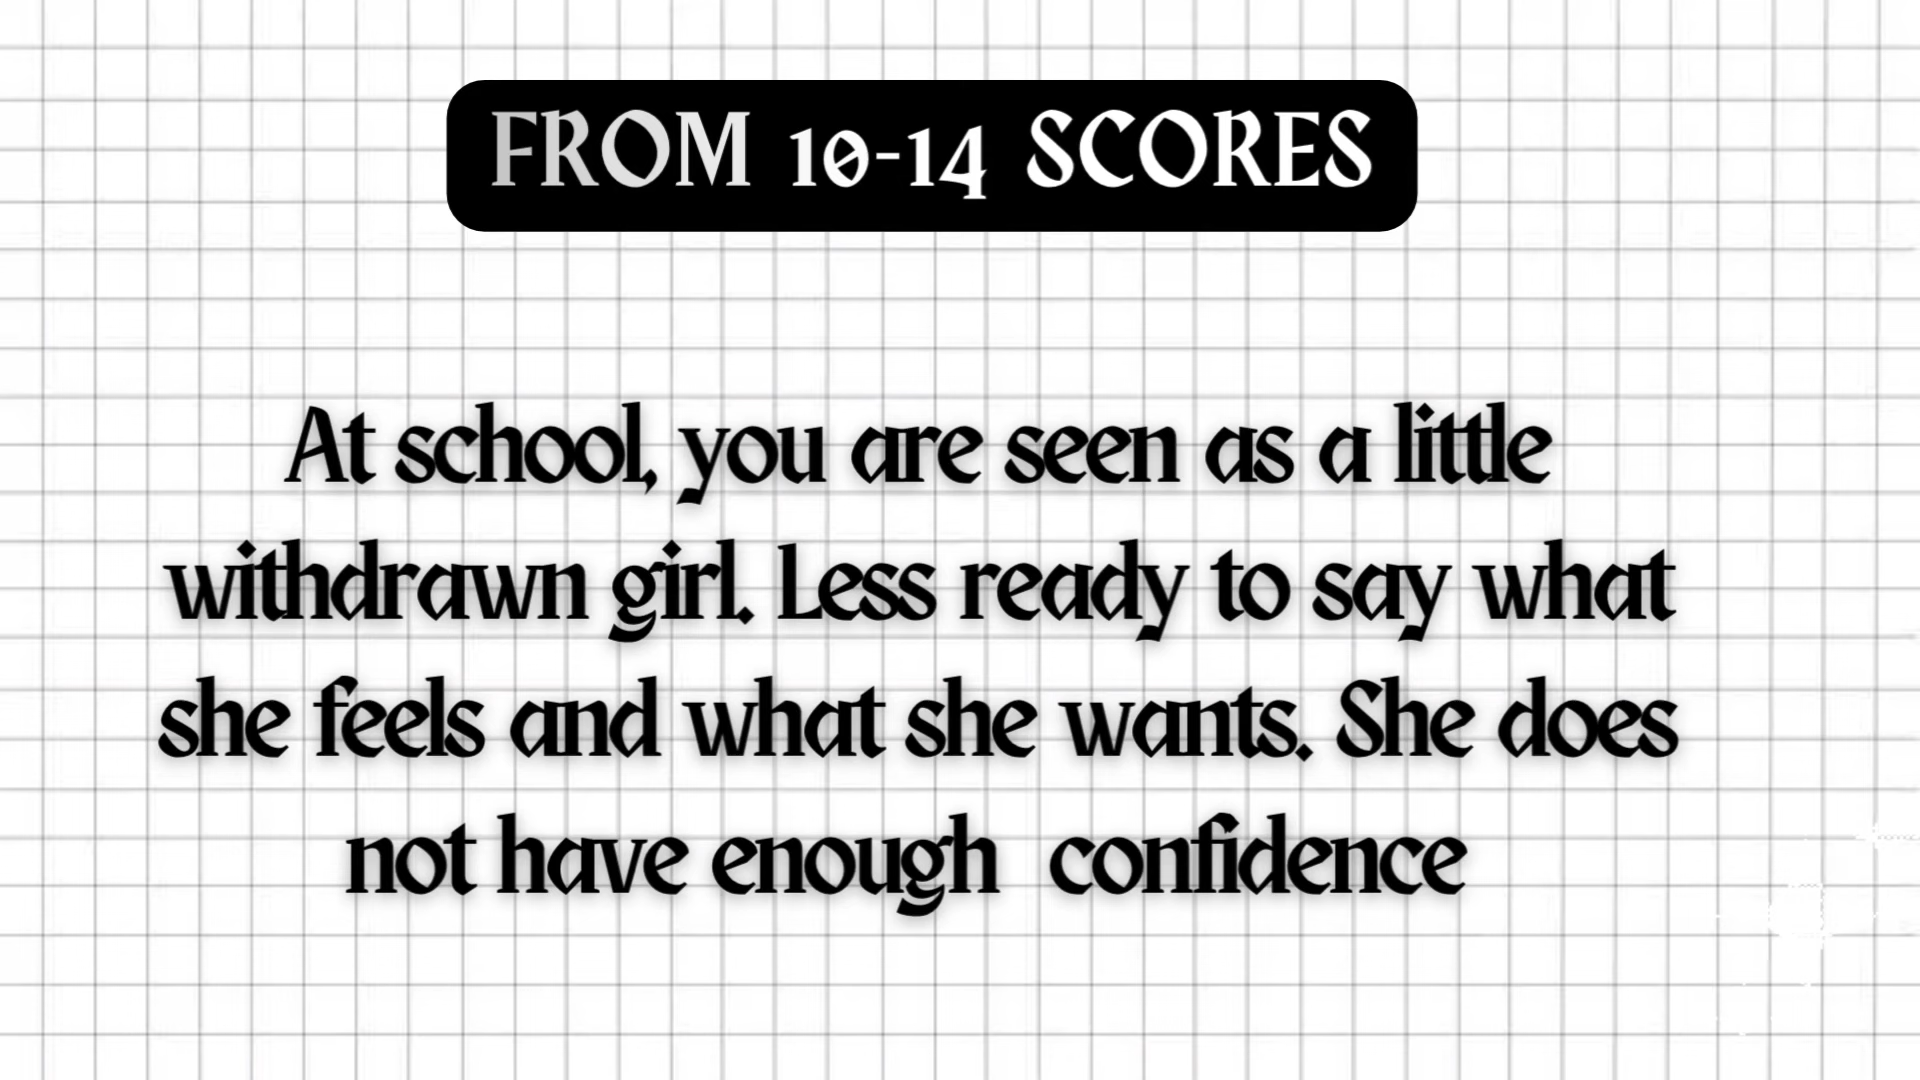 FROM 10-14 SCORES
At school, you are seen as a little
withdrawn girl. Less ready to say what
she feels and what she wants. She does
not have enough confidence